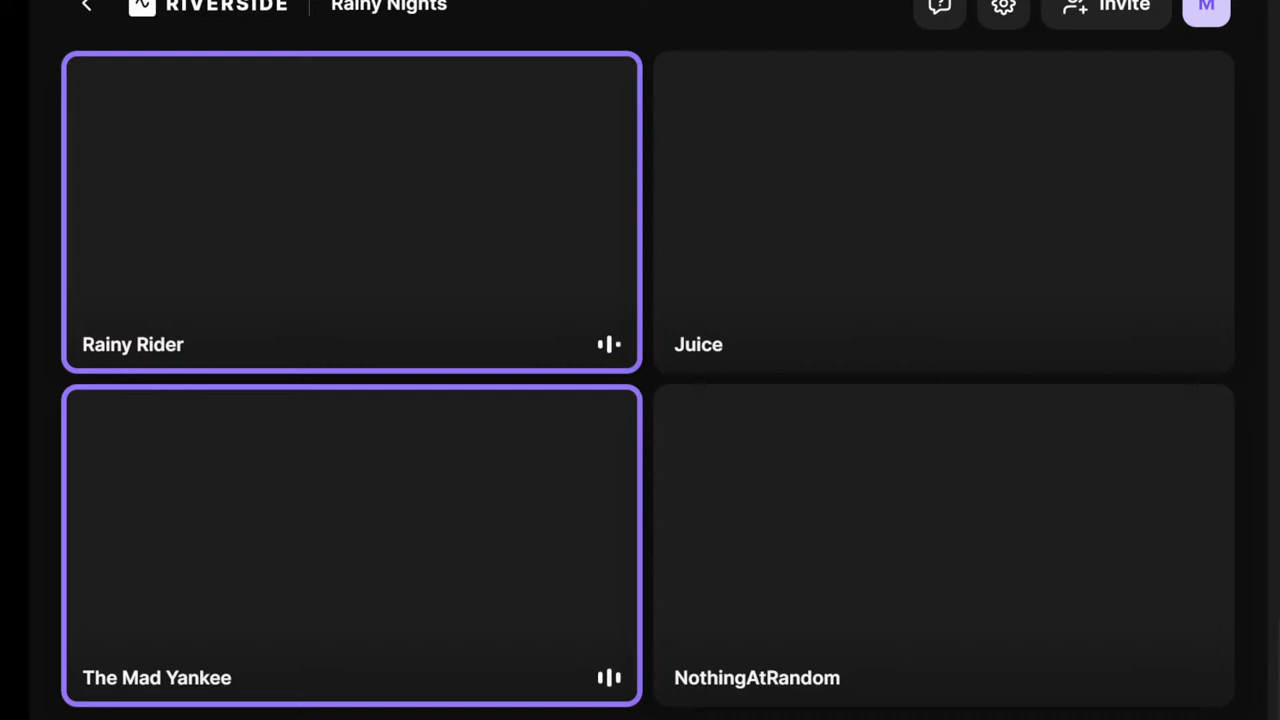 RIVERSIDE
Rainy Nights
Invite
M
Rainy Rider
Juice
The Mad Yankee
NothingAtRandom